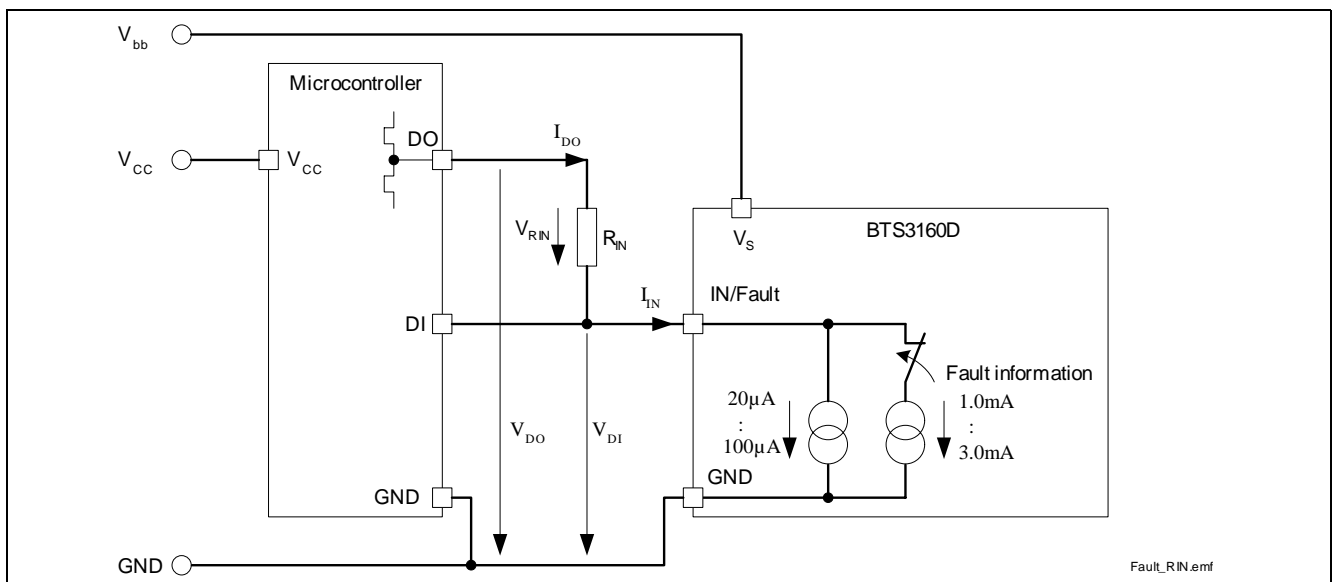 V_bb
Microcontroller
DO
I_DO
V_CC
V_CC
V_RIN
R_IN
V_S
BTS3160D
DI
I_IN
IN/Fault
Fault information
20µA
:
100µA
1.0mA
:
3.0mA
V_DO
V_DI
GND
GND
GND
Fault_RIN.emf